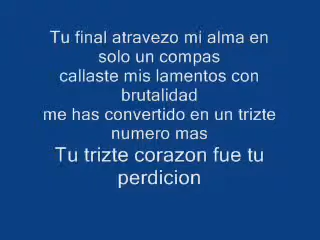 Tu final atravezo mi alma en
solo un compas
callaste mis lamentos con
brutalidad
me has convertido en un trizte
numero mas
Tu trizte corazon fue tu
perdicion